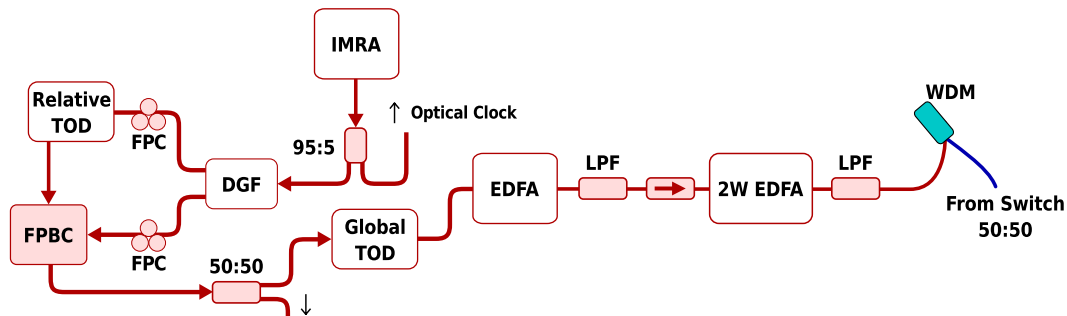 IMRA
WDM
Relative
TOD
FPC
↑ Optical Clock
95:5
LPF
LPF
DGF
EDFA
2W EDFA
From Switch
50:50
FPBC
FPC
Global
TOD
50:50
↓